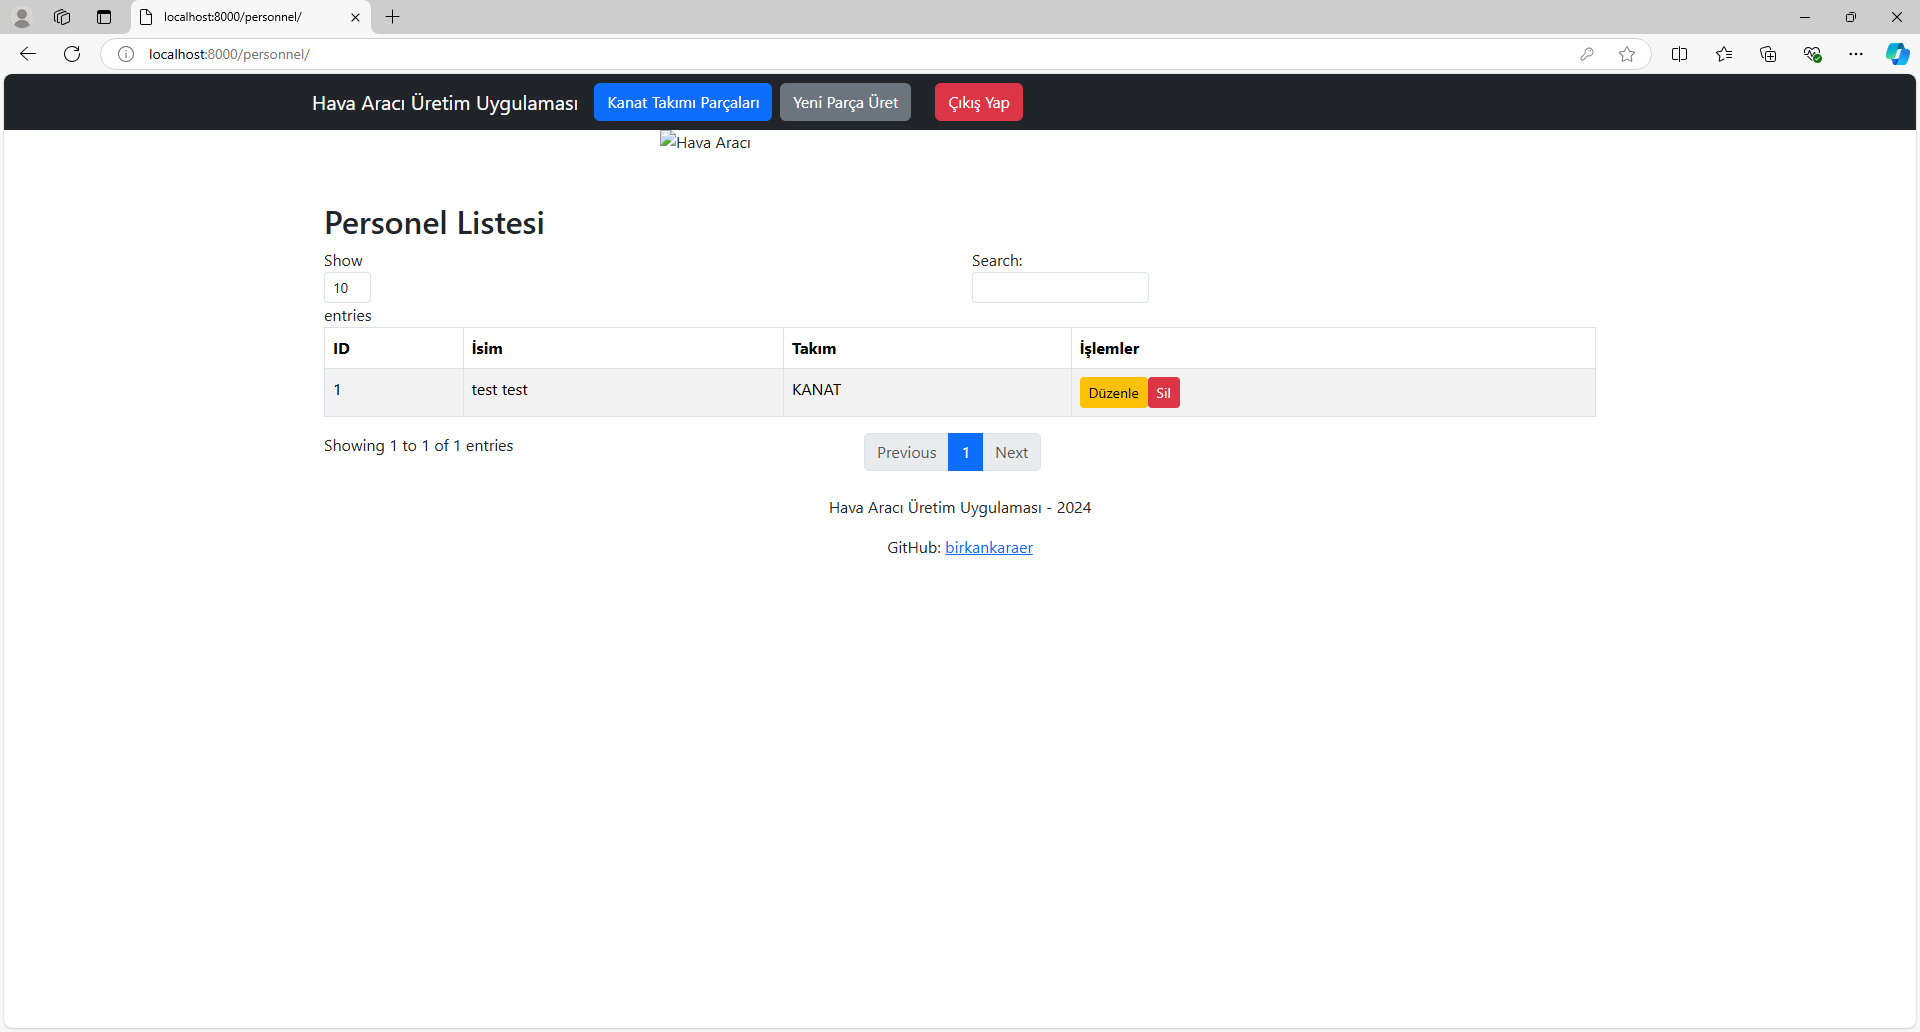 localhost:8000/personnel/
localhost:8000/personnel/
Hava Aracı Üretim Uygulaması Kanat Takımı Parçaları Yeni Parça Üret Çıkış Yap
Hava Aracı
Personel Listesi
Show
10
entries
Search:
ID İsim Takım İşlemler
1 test test KANAT Düzenle Sil
Showing 1 to 1 of 1 entries
Previous 1 Next
Hava Aracı Üretim Uygulaması - 2024
GitHub: birkankaraer